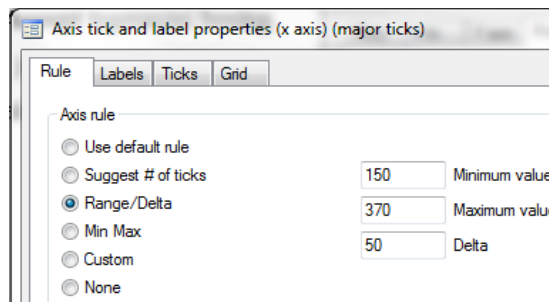 Axis tick and label properties (x axis) (major ticks)
Rule Labels Ticks Grid
Axis rule
Use default rule
Suggest # of ticks 150 Minimum value
Range/Delta 370 Maximum value
Min Max 50 Delta
Custom
None